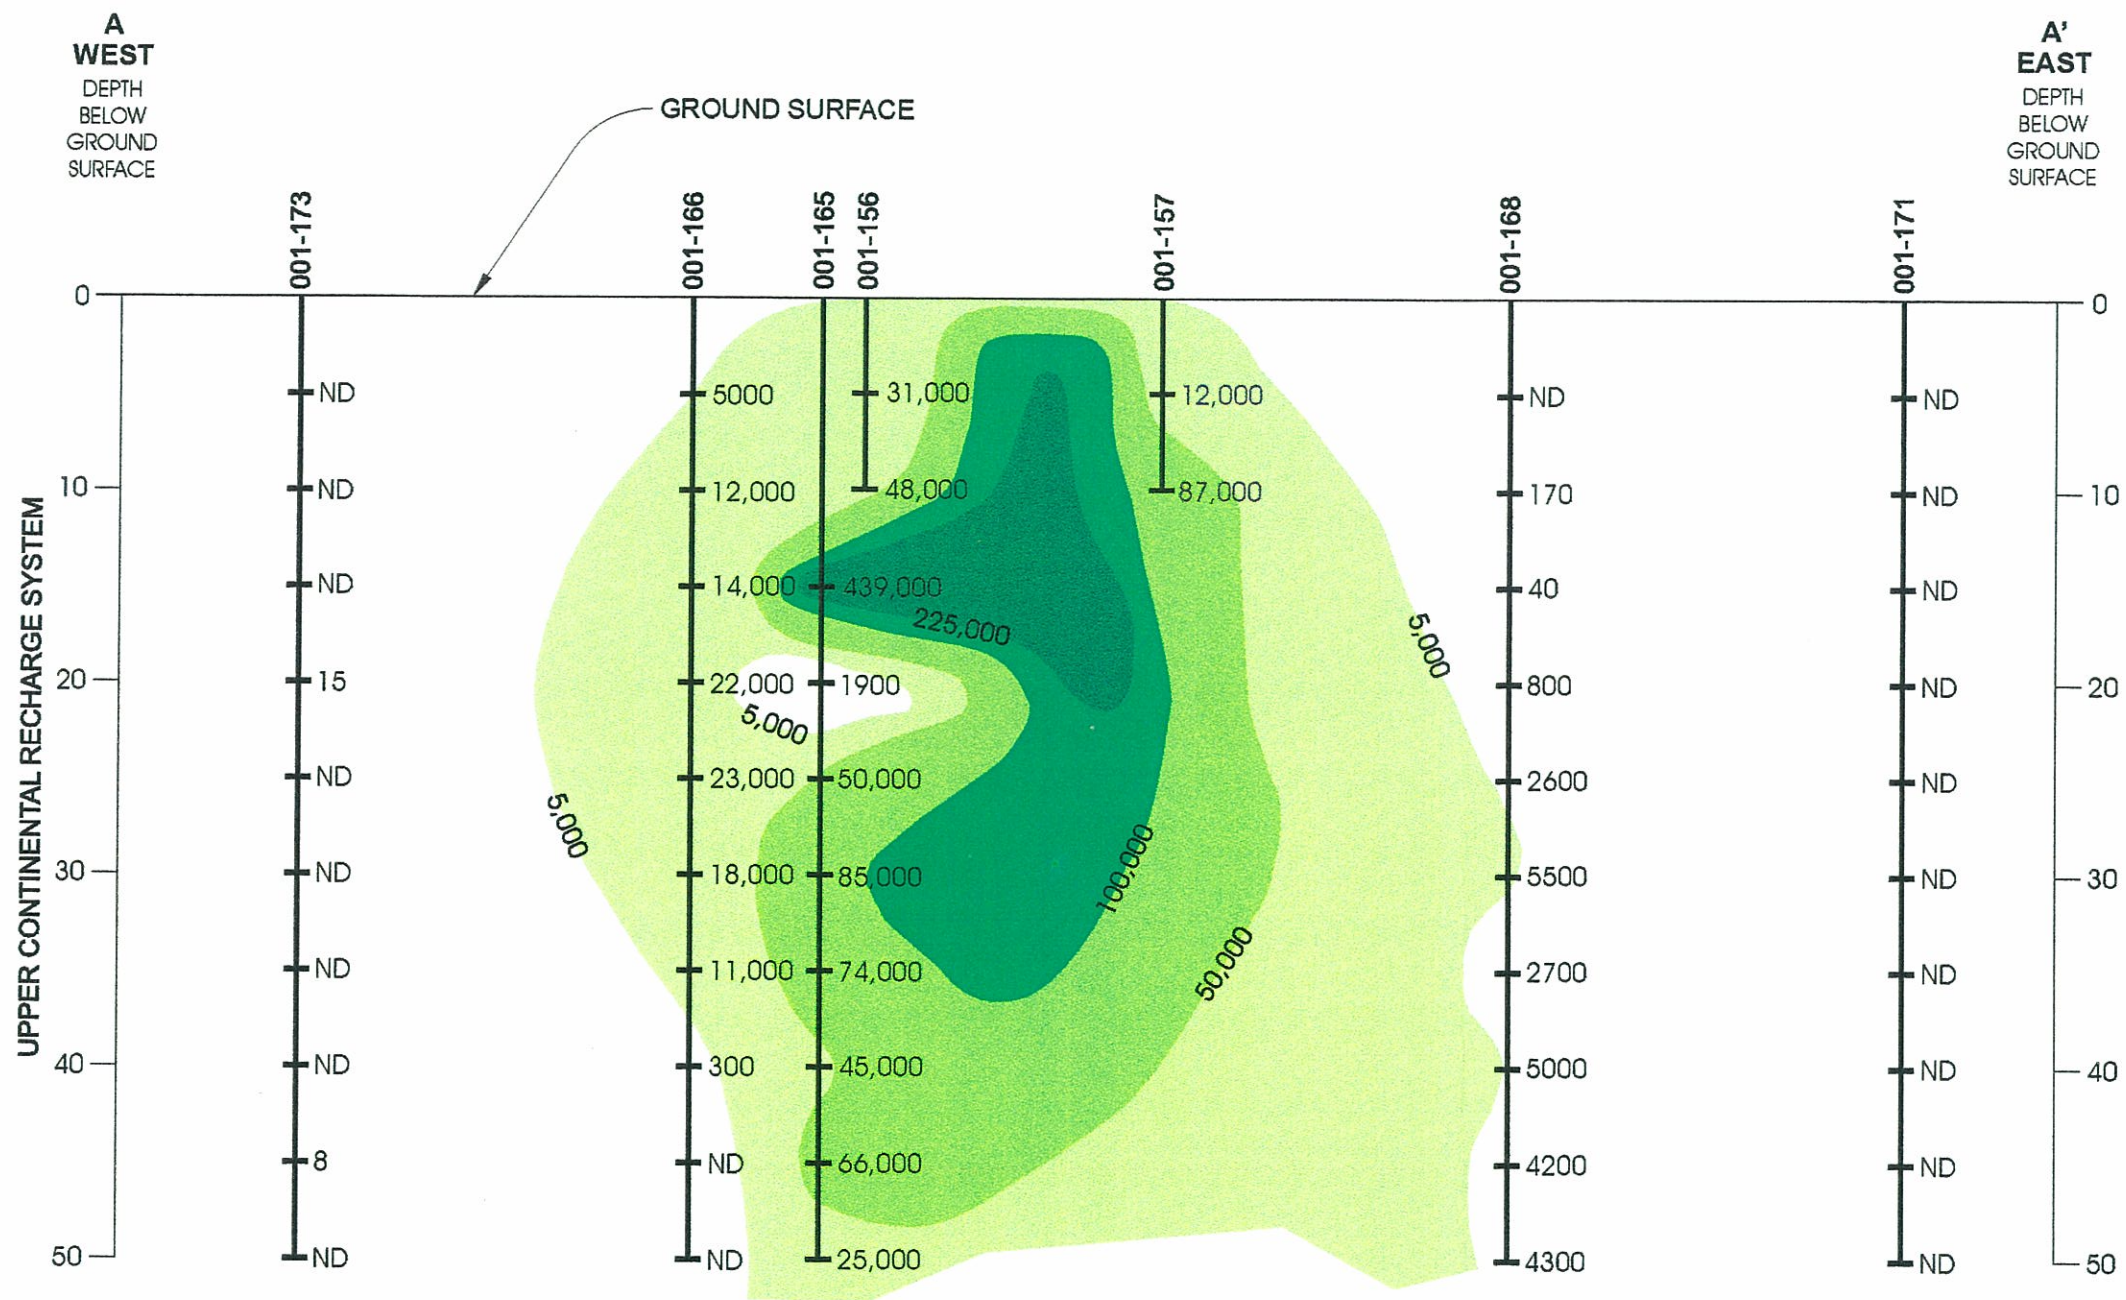 A
WEST
DEPTH
BELOW
GROUND
SURFACE
A'
EAST
DEPTH
BELOW
GROUND
SURFACE
GROUND SURFACE
001-173
001-166
001-165
001-156
001-157
001-168
001-171
UPPER CONTINENTAL RECHARGE SYSTEM
0
10
20
30
40
50
ND
ND
ND
15
ND
ND
ND
ND
8
ND
5000
12,000
14,000
22,000
23,000
18,000
11,000
300
ND
ND
439,000
1900
50,000
85,000
74,000
45,000
66,000
25,000
31,000
48,000
12,000
87,000
ND
170
40
800
2600
5500
2700
5000
4200
4300
ND
ND
ND
ND
ND
ND
ND
ND
ND
ND
0
10
20
30
40
50
225,000
5,000
5,000
5,000
100,000
50,000